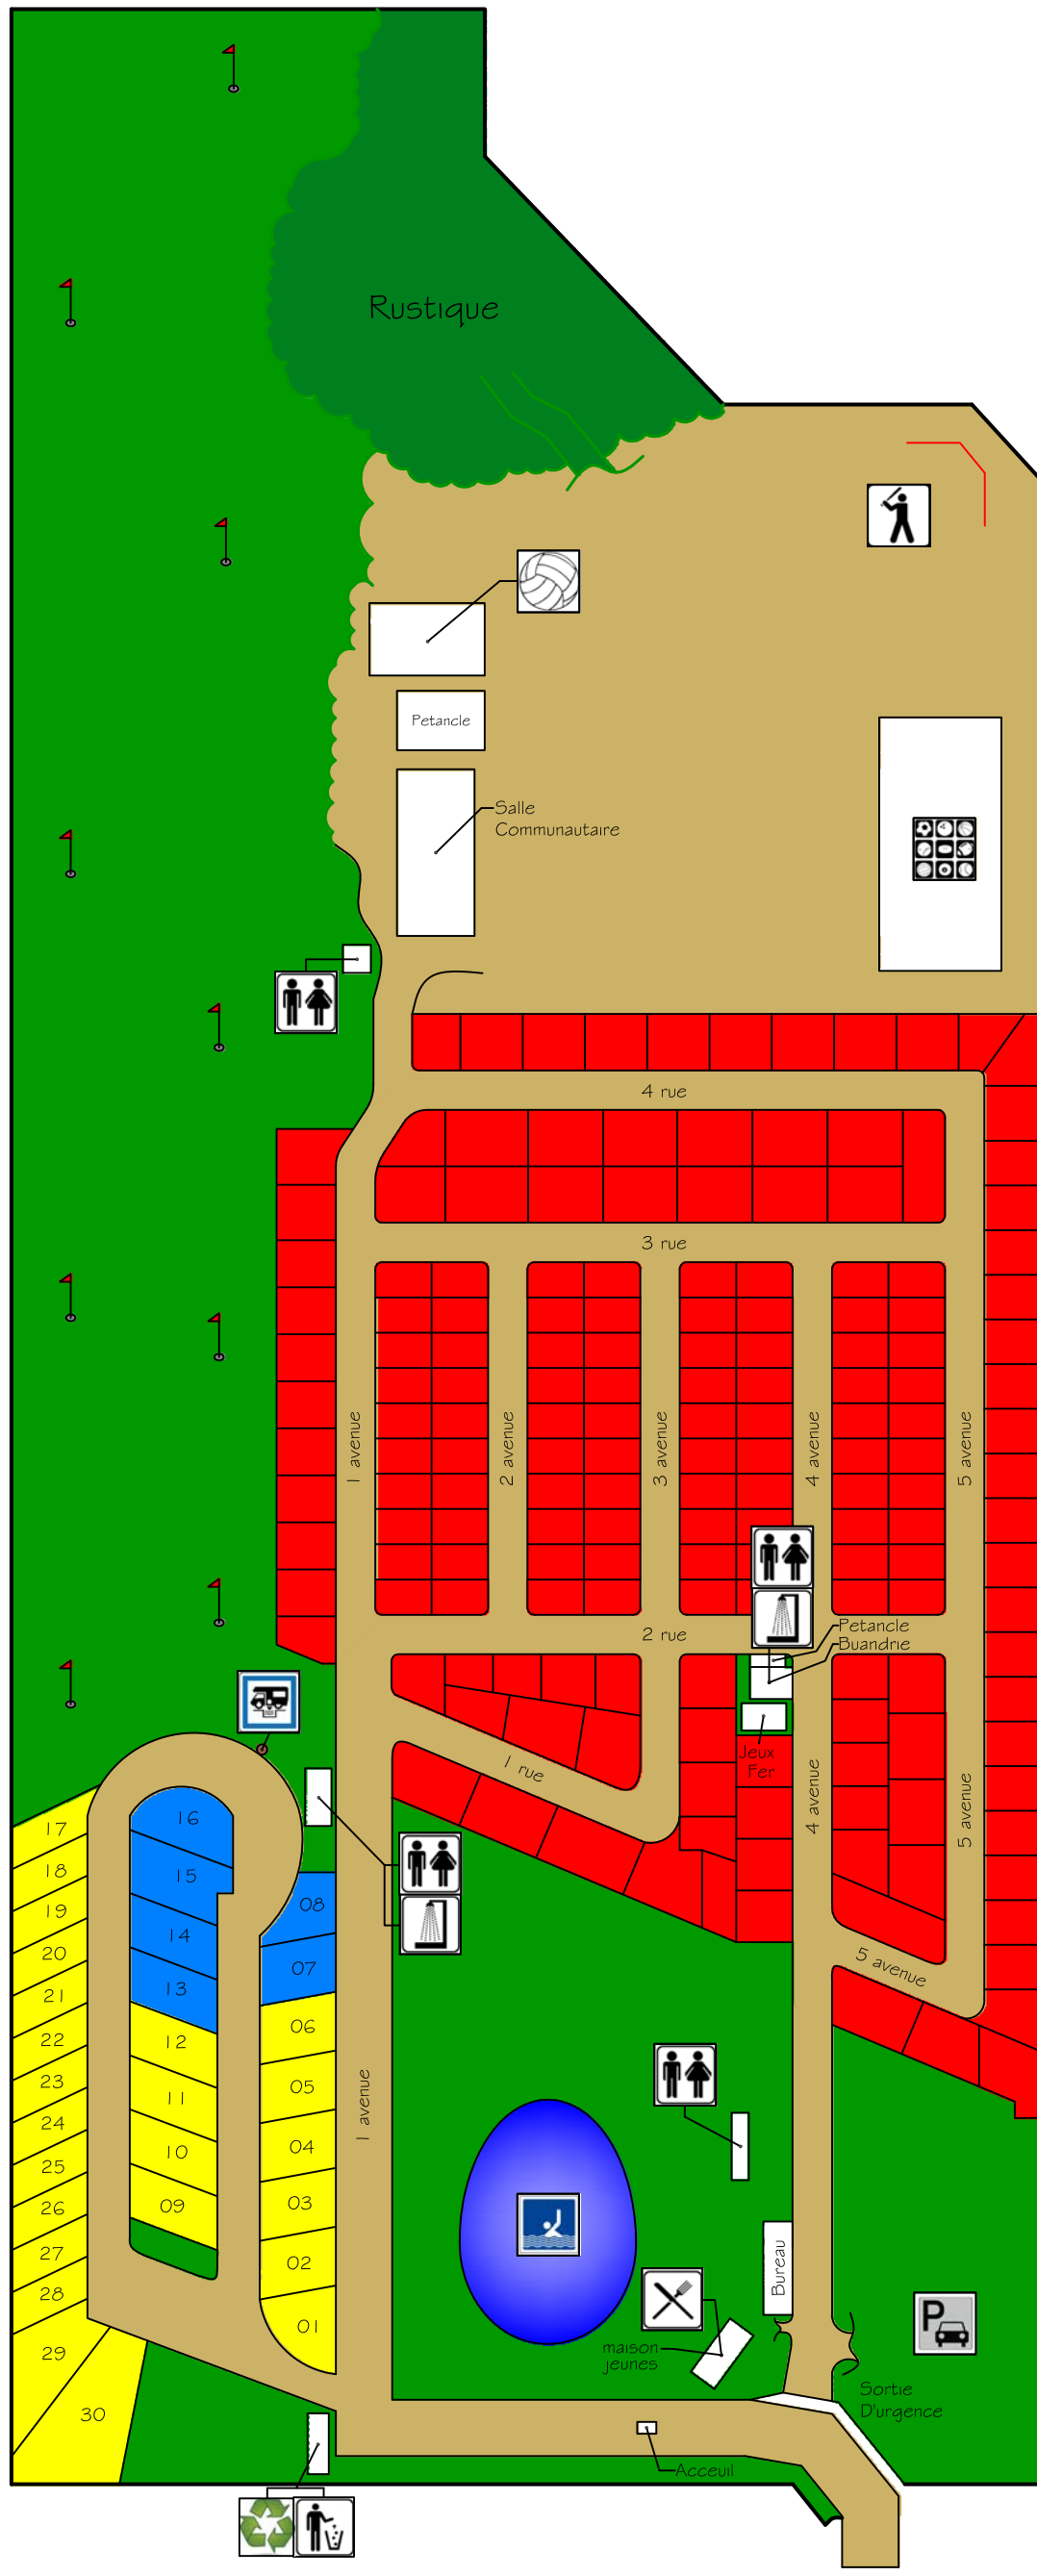 Rustique
Petancle
Salle
Communautaire
4 rue
3 rue
1 avenue
2 avenue
3 avenue
4 avenue
5 avenue
2 rue
Petancle
Buandrie
Jeux
Fer
1 rue
4 avenue
5 avenue
17
16
18
15
19
08
20
14
07
21
13
06
22
12
5 avenue
23
05
11
24
04
1 avenue
25
10
26
09
03
27
02
28
01
29
30
Bureau
maison
jeunes
P
Sortie
D'urgence
Acceuil